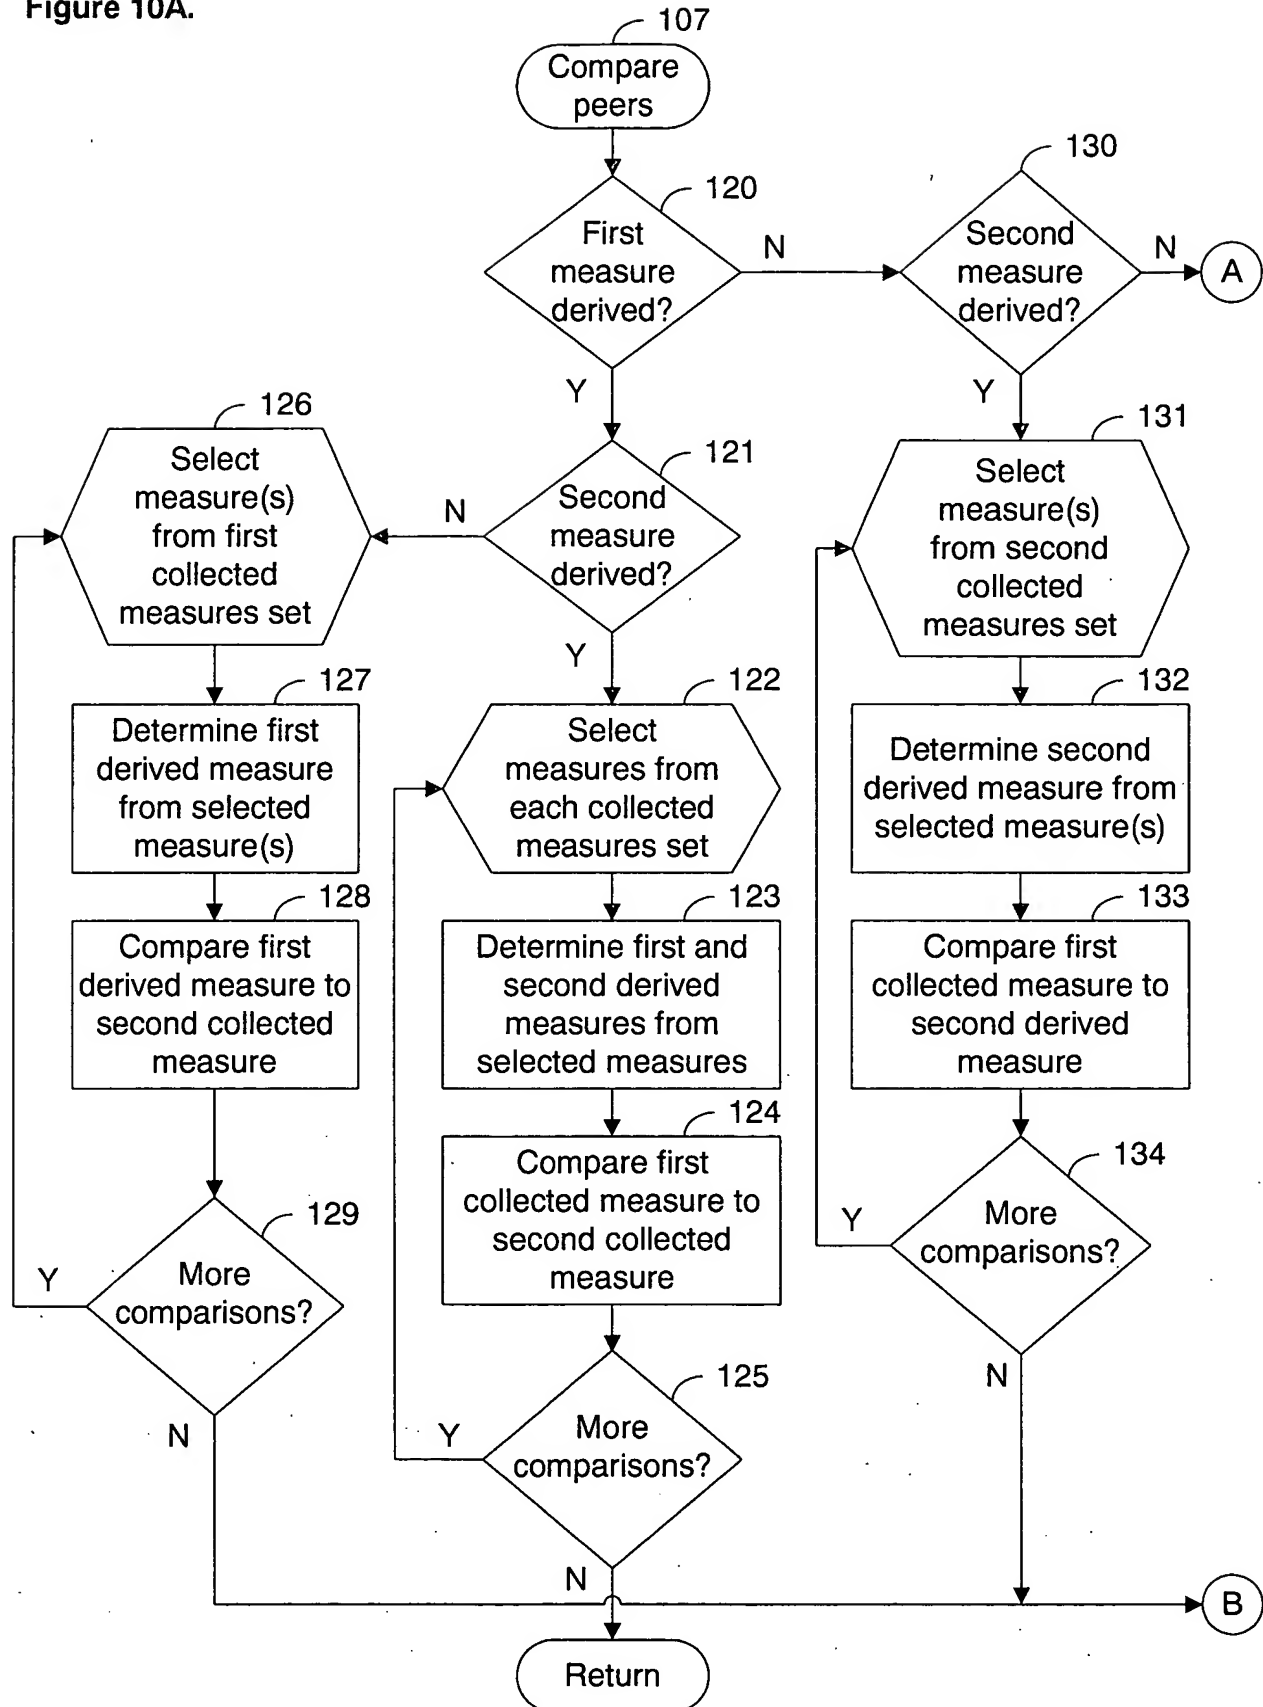 Figure 10A.
107
Compare
peers
120
First
measure
derived?
N
Y
130
Second
measure
derived?
N
A
Y
126
Select
measure(s)
from first
collected
measures set
N
121
Second
measure
derived?
Y
131
Select
measure(s)
from second
collected
measures set
127
Determine first
derived measure
from selected
measure(s)
122
Select
measures from
each collected
measures set
132
Determine second
derived measure from
selected measure(s)
128
Compare first
derived measure to
second collected
measure
123
Determine first and
second derived
measures from
selected measures
133
Compare first
collected measure to
second derived
measure
124
Compare first
collected measure to
second collected
measure
134
More
comparisons?
Y
N
129
More
comparisons?
Y
N
125
More
comparisons?
Y
N
B
Return